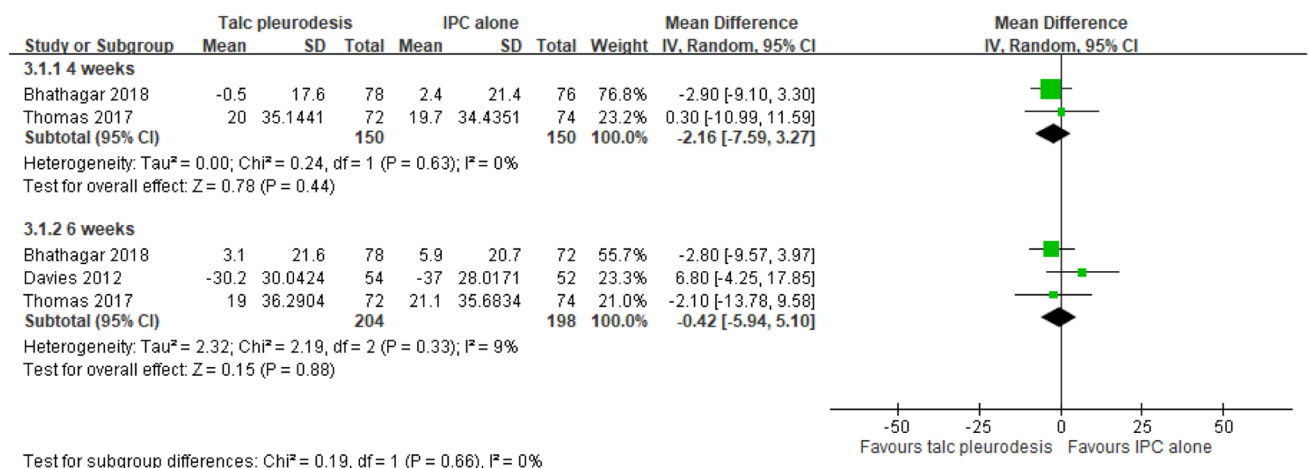 Talc pleurodesis IPC alone Mean Difference Mean Difference
Study or Subgroup Mean SD Total Mean SD Total Weight IV, Random, 95% CI IV, Random, 95% CI
3.1.1 4 weeks
Bhathagar 2018 -0.5 17.6 78 2.4 21.4 76 76.8% -2.90 [-9.10, 3.30]
Thomas 2017 20 35.1441 72 19.7 34.4351 74 23.2% 0.30 [-10.99, 11.59]
Subtotal (95% CI) 150 150 100.0% -2.16 [-7.59, 3.27]
Heterogeneity: Tau² = 0.00; Chi² = 0.24, df = 1 (P = 0.63); I² = 0%
Test for overall effect: Z = 0.78 (P = 0.44)
3.1.2 6 weeks
Bhathagar 2018 3.1 21.6 78 5.9 20.7 72 55.7% -2.80 [-9.57, 3.97]
Davies 2012 -30.2 30.0424 54 -37 28.0171 52 23.3% 6.80 [-4.25, 17.85]
Thomas 2017 19 36.2904 72 21.1 35.6834 74 21.0% -2.10 [-13.78, 9.58]
Subtotal (95% CI) 204 198 100.0% -0.42 [-5.94, 5.10]
Heterogeneity: Tau² = 2.32; Chi² = 2.19, df = 2 (P = 0.33); I² = 9%
Test for overall effect: Z = 0.15 (P = 0.88)
-50 -25 0 25 50
Favours talc pleurodesis Favours IPC alone
Test for subgroup differences: Chi² = 0.19, df = 1 (P = 0.66), I² = 0%